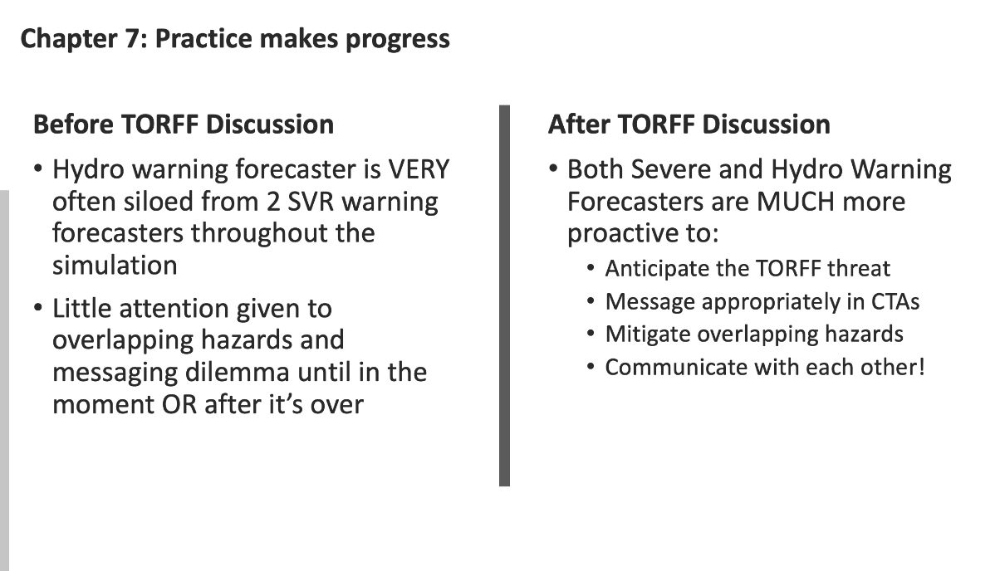 Chapter 7: Practice makes progress
Before TORFF Discussion
• Hydro warning forecaster is VERY
often siloed from 2 SVR warning
forecasters throughout the
simulation
• Little attention given to
overlapping hazards and
messaging dilemma until in the
moment OR after it’s over
After TORFF Discussion
• Both Severe and Hydro Warning
Forecasters are MUCH more
proactive to:
• Anticipate the TORFF threat
• Message appropriately in CTAs
• Mitigate overlapping hazards
• Communicate with each other!